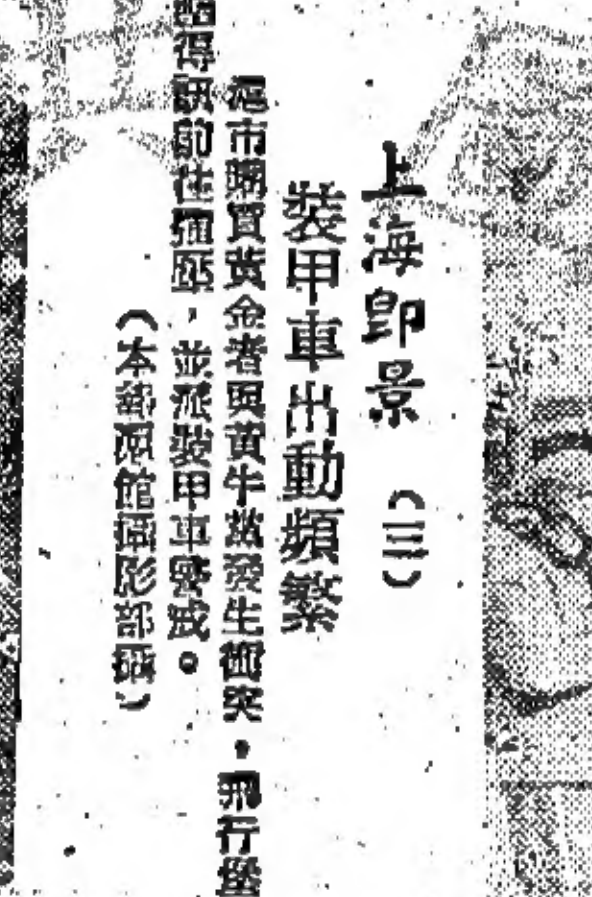 上海即景 (三)
裝甲車出動頻繁
滬市購買黃金者與黃牛黨發生衝突・飛行堡
得訊前往彈壓,並派裝甲車警戒。
(本報 館攝影部攝)